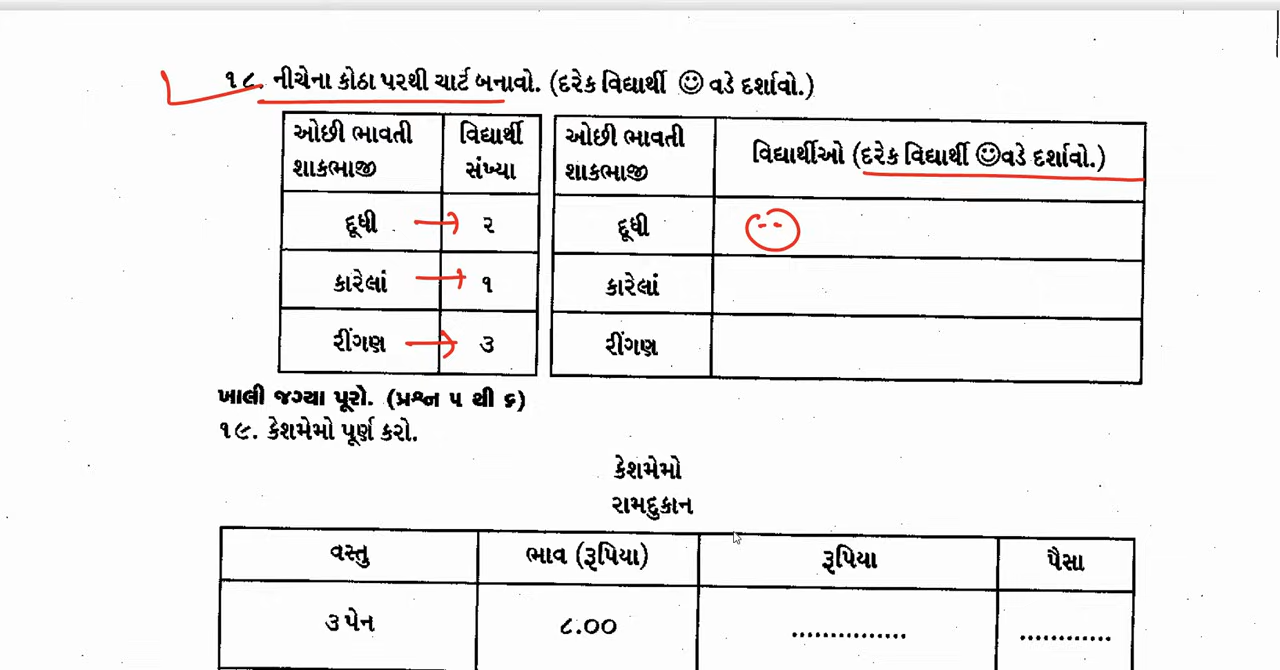 ૧૮. નીચેના કોઠા પરથી ચાર્ટ બનાવો. (દરેક વિદ્યાર્થી ☺ વડે દર્શાવો.)
ઓછી ભાવતી શાકભાજી વિદ્યાર્થી સંખ્યા ઓછી ભાવતી શાકભાજી વિદ્યાર્થીઓ (દરેક વિદ્યાર્થી ☺વડે દર્શાવો.)
દૂધી ૨ દૂધી
કારેલાં ૧ કારેલાં
રીંગણ ૩ રીંગણ
ખાલી જગ્યા પૂરો. (પ્રશ્ન ૫ થી ૬)
૧૯. કેશમેમો પૂર્ણ કરો.
કેશમેમો
રામદુકાન
વસ્તુ ભાવ (રૂપિયા) રૂપિયા પૈસા
૩ પેન ૮.૦૦ ............... ............